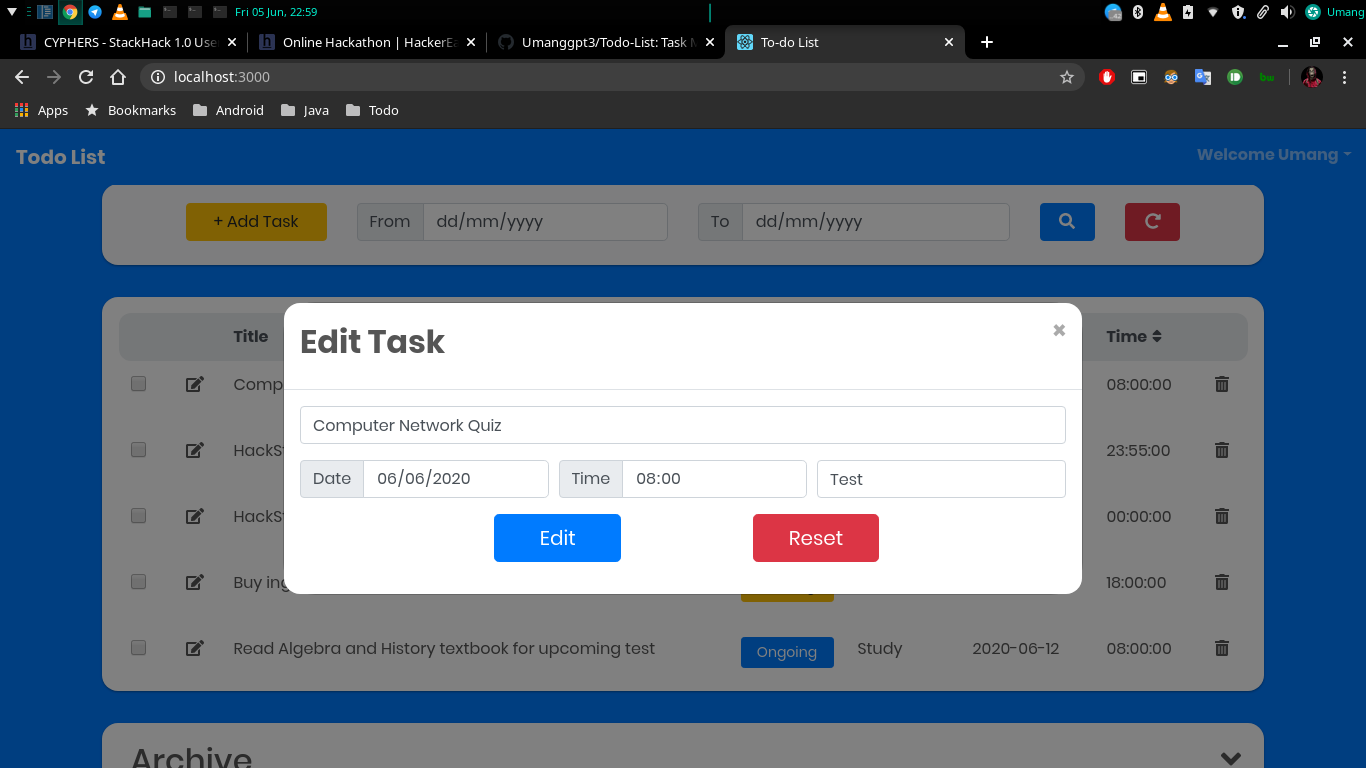 Fri 05 Jun, 22:59
Umang
CYPHERS - StackHack 1.0 Use
Online Hackathon | HackerEa
Umanggpt3/Todo-List: Task M
To-do List
localhost:3000
Apps
Bookmarks
Android
Java
Todo
Todo List
Welcome Umang
+ Add Task
From
dd/mm/yyyy
To
dd/mm/yyyy
Title
Time
Edit Task
×
Computer Network Quiz
Date
06/06/2020
Time
08:00
Test
Edit
Reset
Comp
08:00:00
HackSt
23:55:00
HackSt
00:00:00
Buy ing
18:00:00
Read Algebra and History textbook for upcoming test
Ongoing
Study
2020-06-12
08:00:00
Archive